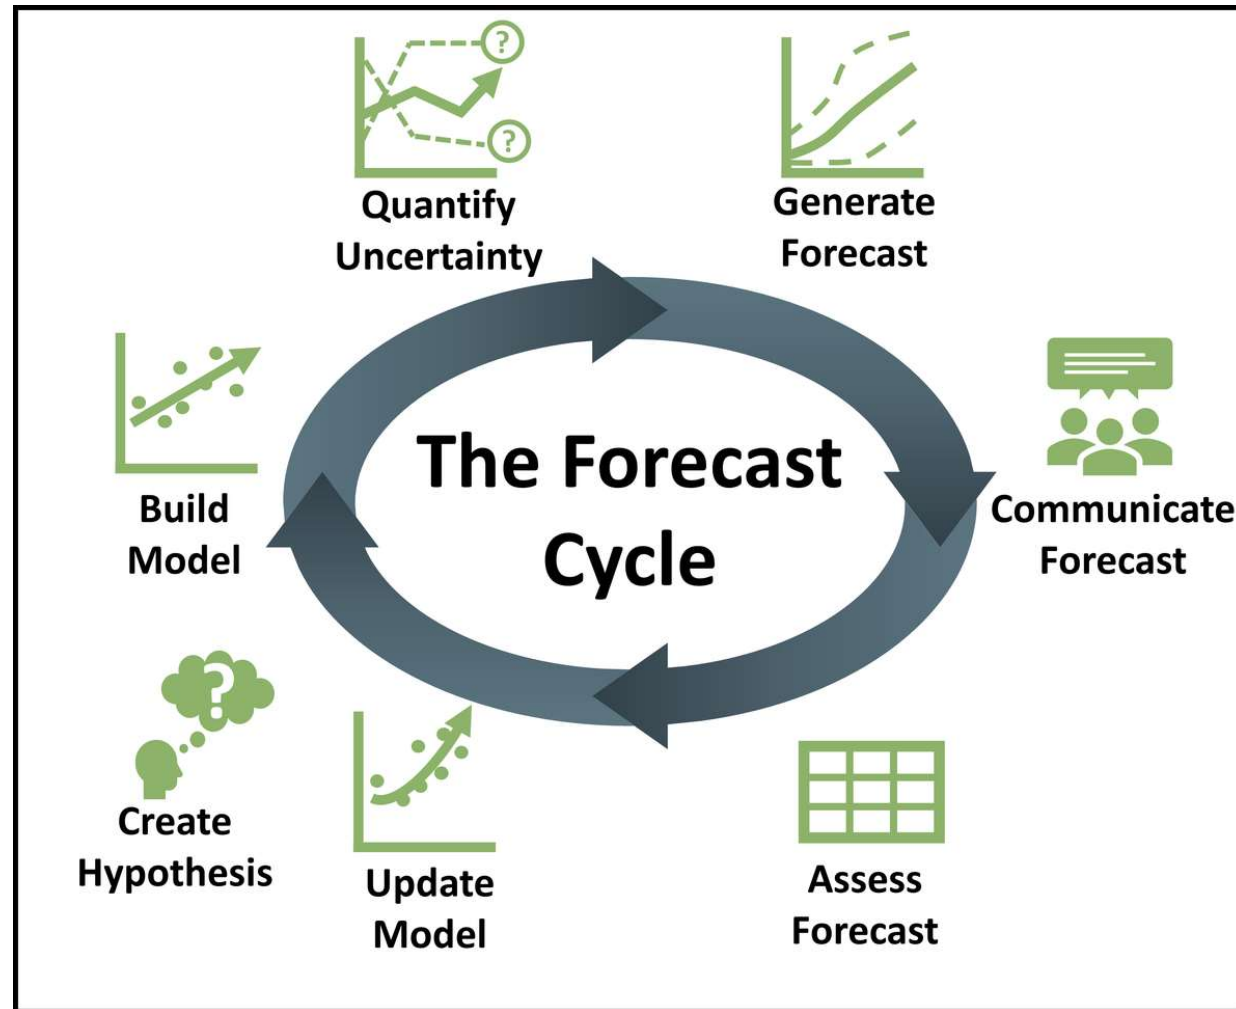 ?
?
Quantify
Uncertainty
Generate
Forecast
The Forecast
Cycle
Build
Model
Communicate
Forecast
?
Create
Hypothesis
Update
Model
Assess
Forecast